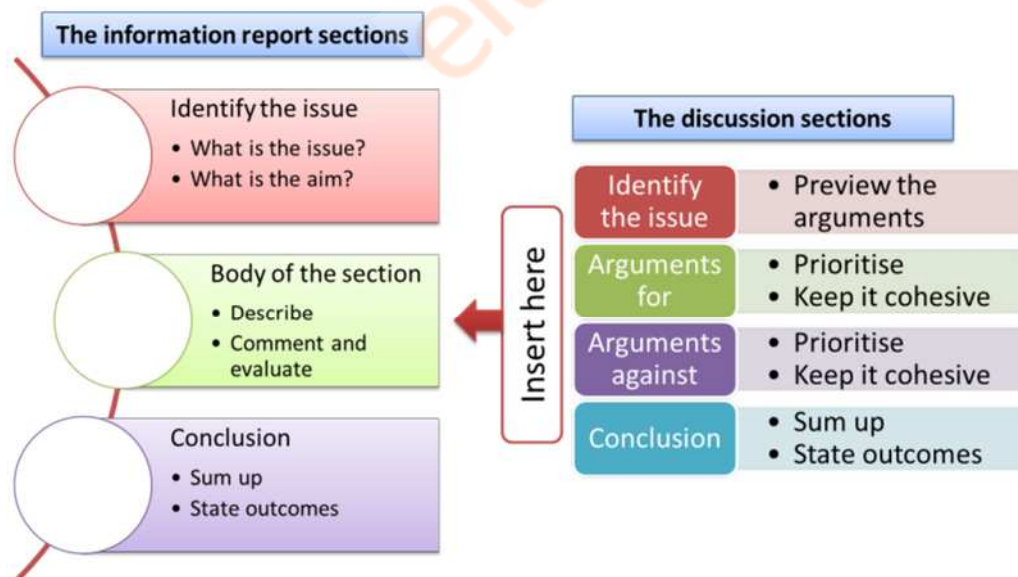 The information report sections
Identify the issue
• What is the issue?
• What is the aim?
Body of the section
• Describe
• Comment and
evaluate
Conclusion
• Sum up
• State outcomes
Insert here
The discussion sections
Identify
the issue
• Preview the
arguments
Arguments
for
• Prioritise
• Keep it cohesive
Arguments
against
• Prioritise
• Keep it cohesive
Conclusion
• Sum up
• State outcomes